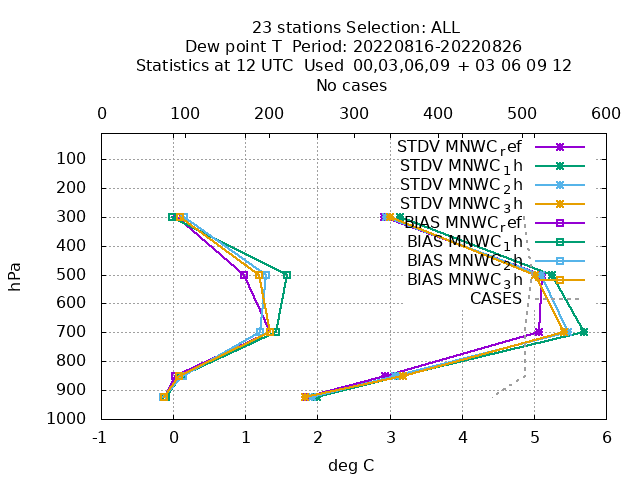 23 stations Selection: ALL
Dew point T  Period: 20220816-20220826
Statistics at 12 UTC  Used  00,03,06,09 + 03 06 09 12
No cases
0 100 200 300 400 500 600
STDV MNWC_ref
STDV MNWC_1h
STDV MNWC_2h
STDV MNWC_3h
BIAS MNWC_ref
BIAS MNWC_1h
BIAS MNWC_2h
BIAS MNWC_3h
CASES
hPa
100
200
300
400
500
600
700
800
900
1000
-1 0 1 2 3 4 5 6
deg C